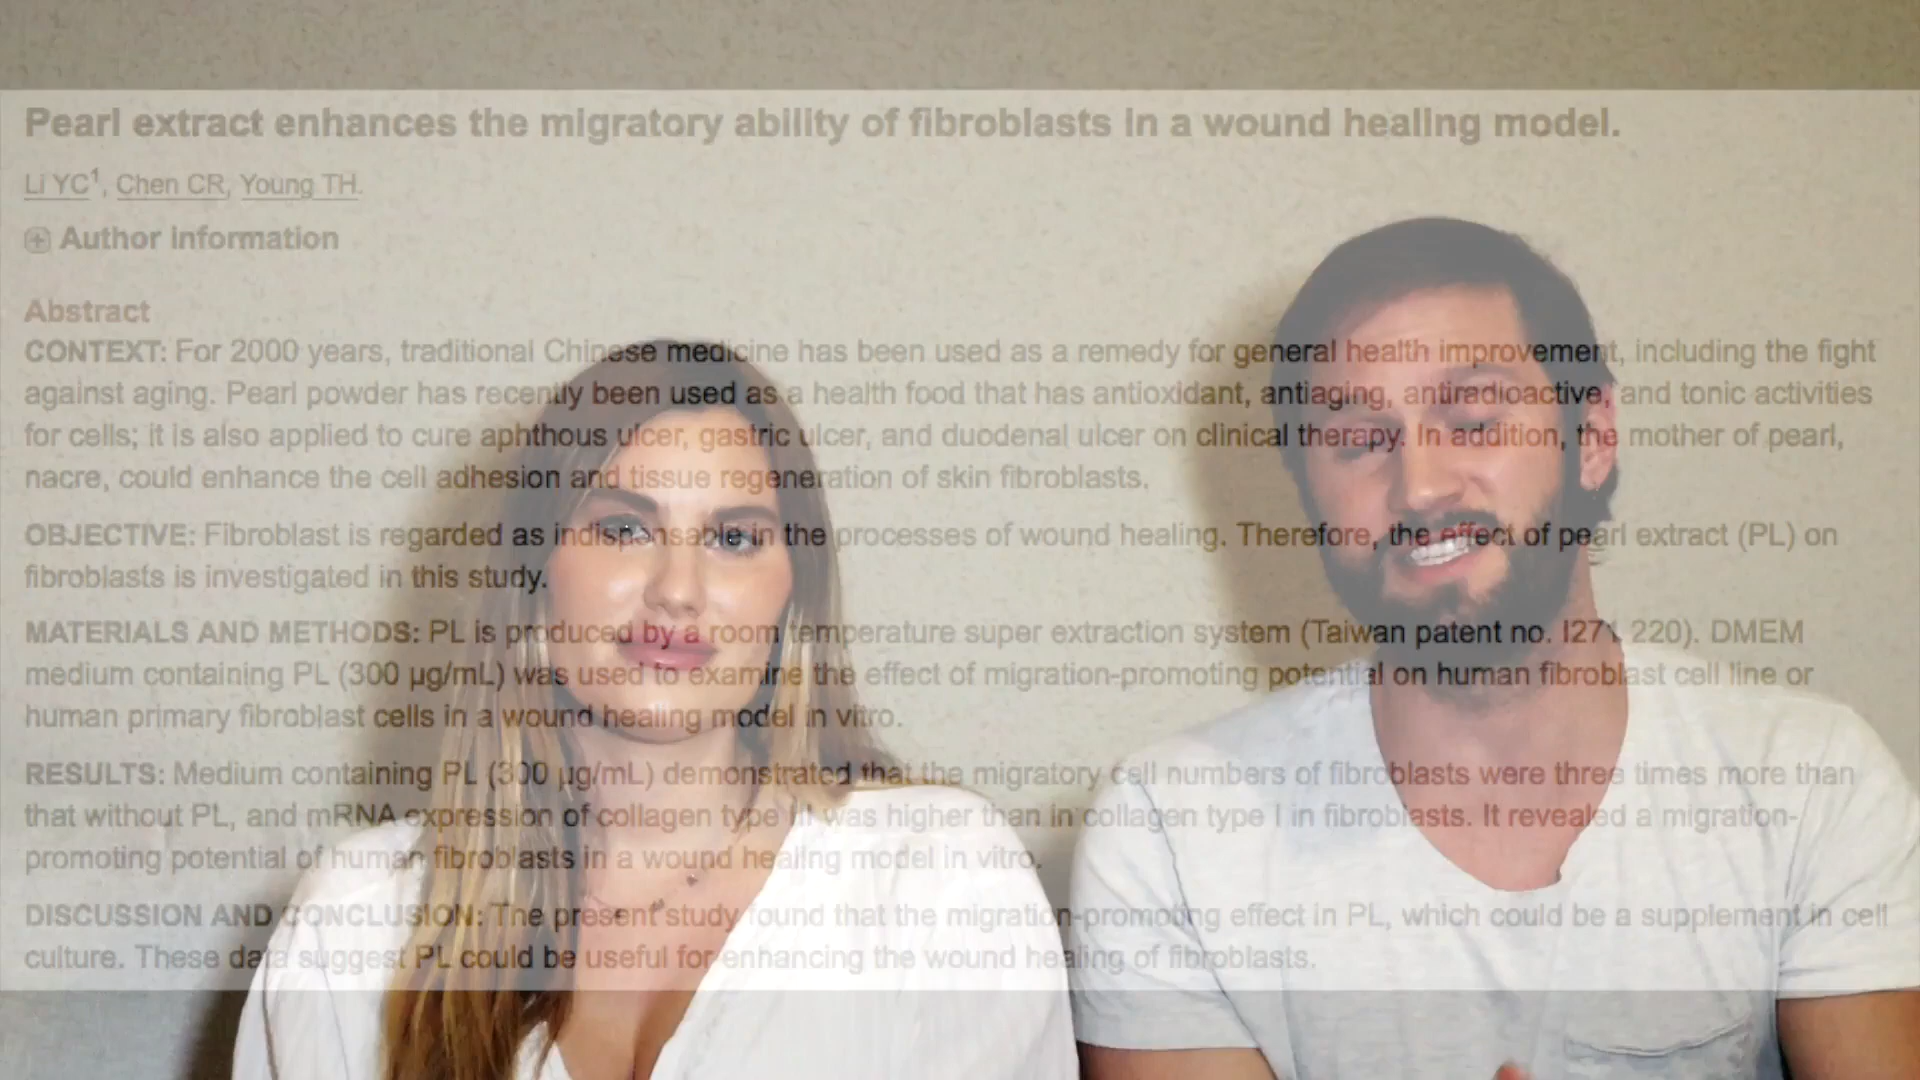 Pearl extract enhances the migratory ability of fibroblasts in a wound healing model.
Li YC1, Chen CR, Young TH.
Author information
Abstract
CONTEXT: For 2000 years, traditional Chinese medicine has been used as a remedy for general health improvement, including the fight
against aging. Pearl powder has recently been used as a health food that has antioxidant, antiaging, antiradioactive, and tonic activities
for cells; it is also applied to cure aphthous ulcer, gastric ulcer, and duodenal ulcer on clinical therapy. In addition, the mother of pearl,
nacre, could enhance the cell adhesion and tissue regeneration of skin fibroblasts.
OBJECTIVE: Fibroblast is regarded as indispensable in the processes of wound healing. Therefore, the effect of pearl extract (PL) on
fibroblasts is investigated in this study.
MATERIALS AND METHODS: PL is produced by a room temperature super extraction system (Taiwan patent no. I271 220). DMEM
medium containing PL (300 μg/mL) was used to examine the effect of migration-promoting potential on human fibroblast cell line or
human primary fibroblast cells in a wound healing model in vitro.
RESULTS: Medium containing PL (300 μg/mL) demonstrated that the migratory cell numbers of fibroblasts were three times more than
that without PL, and mRNA expression of collagen type III was higher than in collagen type I in fibroblasts. It revealed a migration-
promoting potential of human fibroblasts in a wound healing model in vitro.
DISCUSSION AND CONCLUSION: The present study found that the migration-promoting effect in PL, which could be a supplement in cell
culture. These data suggest PL could be useful for enhancing the wound healing of fibroblasts.